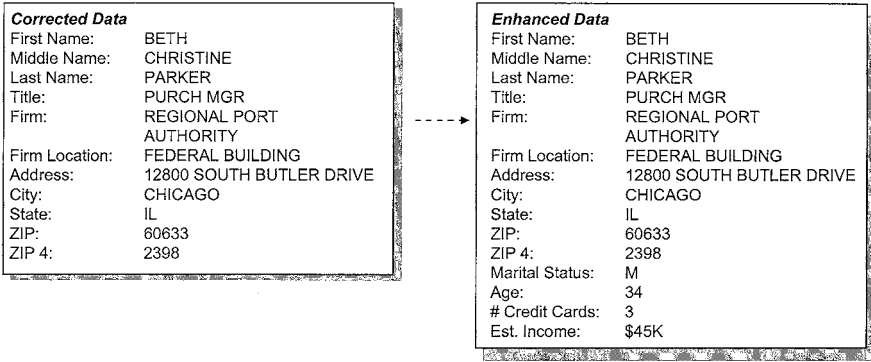 Corrected Data
First Name: BETH
Middle Name: CHRISTINE
Last Name: PARKER
Title: PURCH MGR
Firm: REGIONAL PORT
AUTHORITY
Firm Location: FEDERAL BUILDING
Address: 12800 SOUTH BUTLER DRIVE
City: CHICAGO
State: IL
ZIP: 60633
ZIP 4: 2398
Enhanced Data
First Name: BETH
Middle Name: CHRISTINE
Last Name: PARKER
Title: PURCH MGR
Firm: REGIONAL PORT
AUTHORITY
Firm Location: FEDERAL BUILDING
Address: 12800 SOUTH BUTLER DRIVE
City: CHICAGO
State: IL
ZIP: 60633
ZIP 4: 2398
Marital Status: M
Age: 34
# Credit Cards: 3
Est. Income: $45K